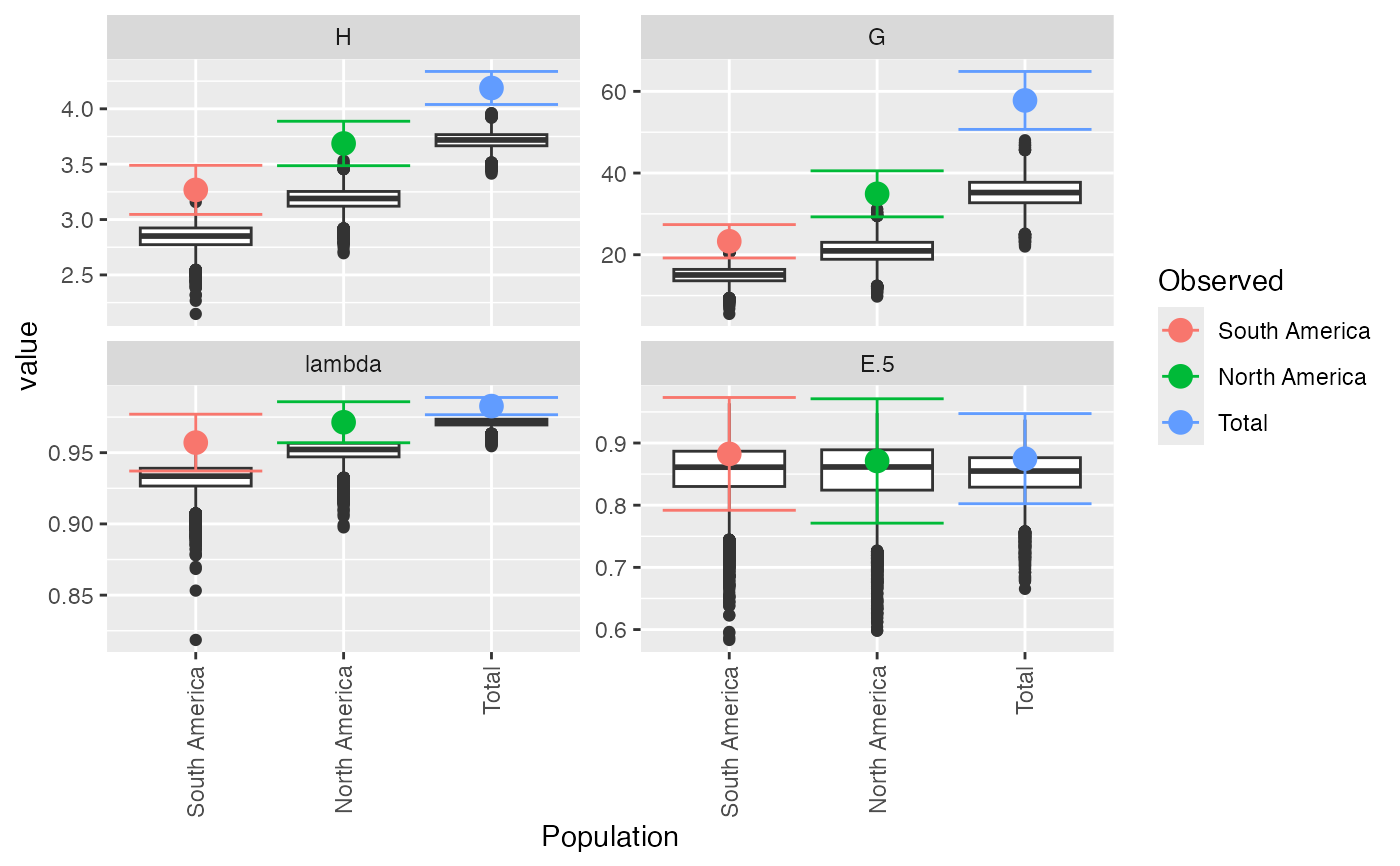 H
G
4.0
3.5
3.0
2.5
60
40
20
lambda
E.5
0.95
0.90
0.85
0.9
0.8
0.7
0.6
value
South America
North America
Total
South America
North America
Total
Population
Observed
South America
North America
Total